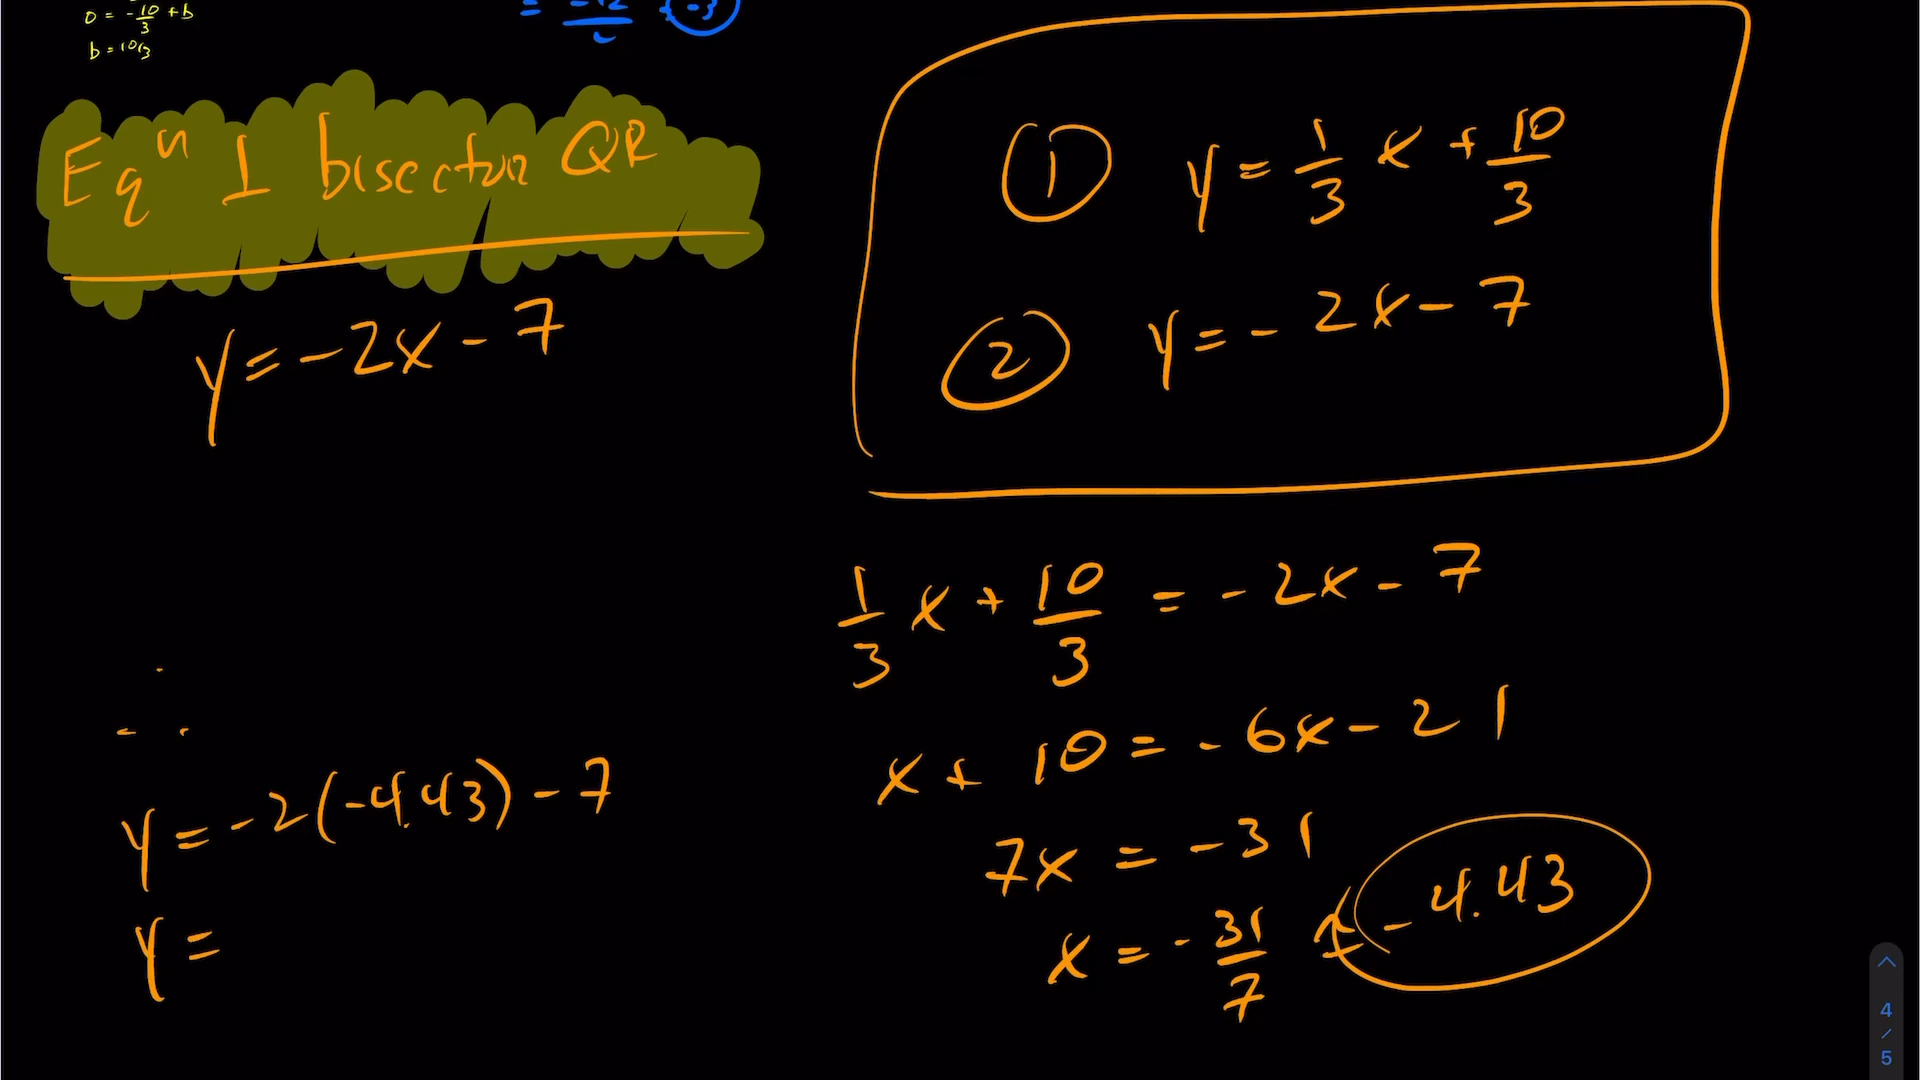 0 = -10/3 + b
b = 10/3
Eqⁿ ⊥ bisector QR
y = -2x - 7
① y = 1/3 x + 10/3
② y = -2x - 7
1/3 x + 10/3 = -2x - 7
x + 10 = -6x - 21
7x = -31
x = -31/7 ≐ -4.43
∴
y = -2(-4.43) - 7
y =
4
/
5